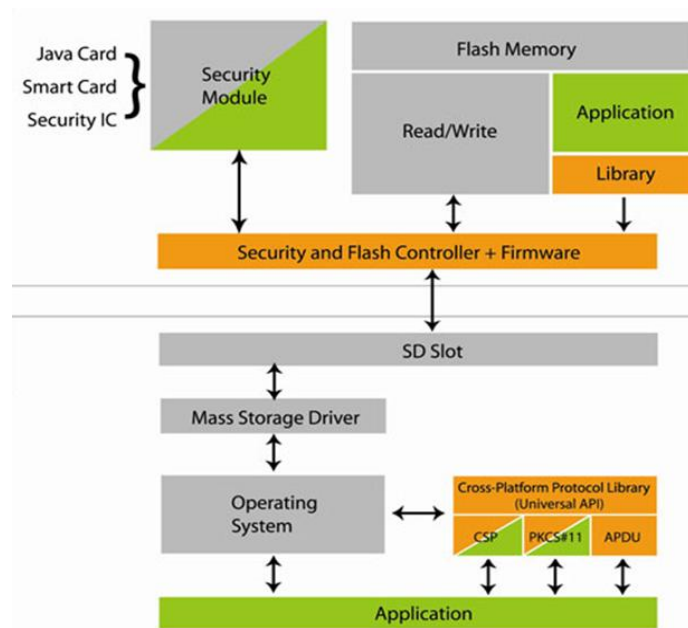 Java Card
Smart Card
Security IC
Security
Module
Flash Memory
Read/Write
Application
Library
Security and Flash Controller + Firmware
SD Slot
Mass Storage Driver
Operating
System
Cross-Platform Protocol Library
(Universal API)
CSP
PKCS#11
APDU
Application